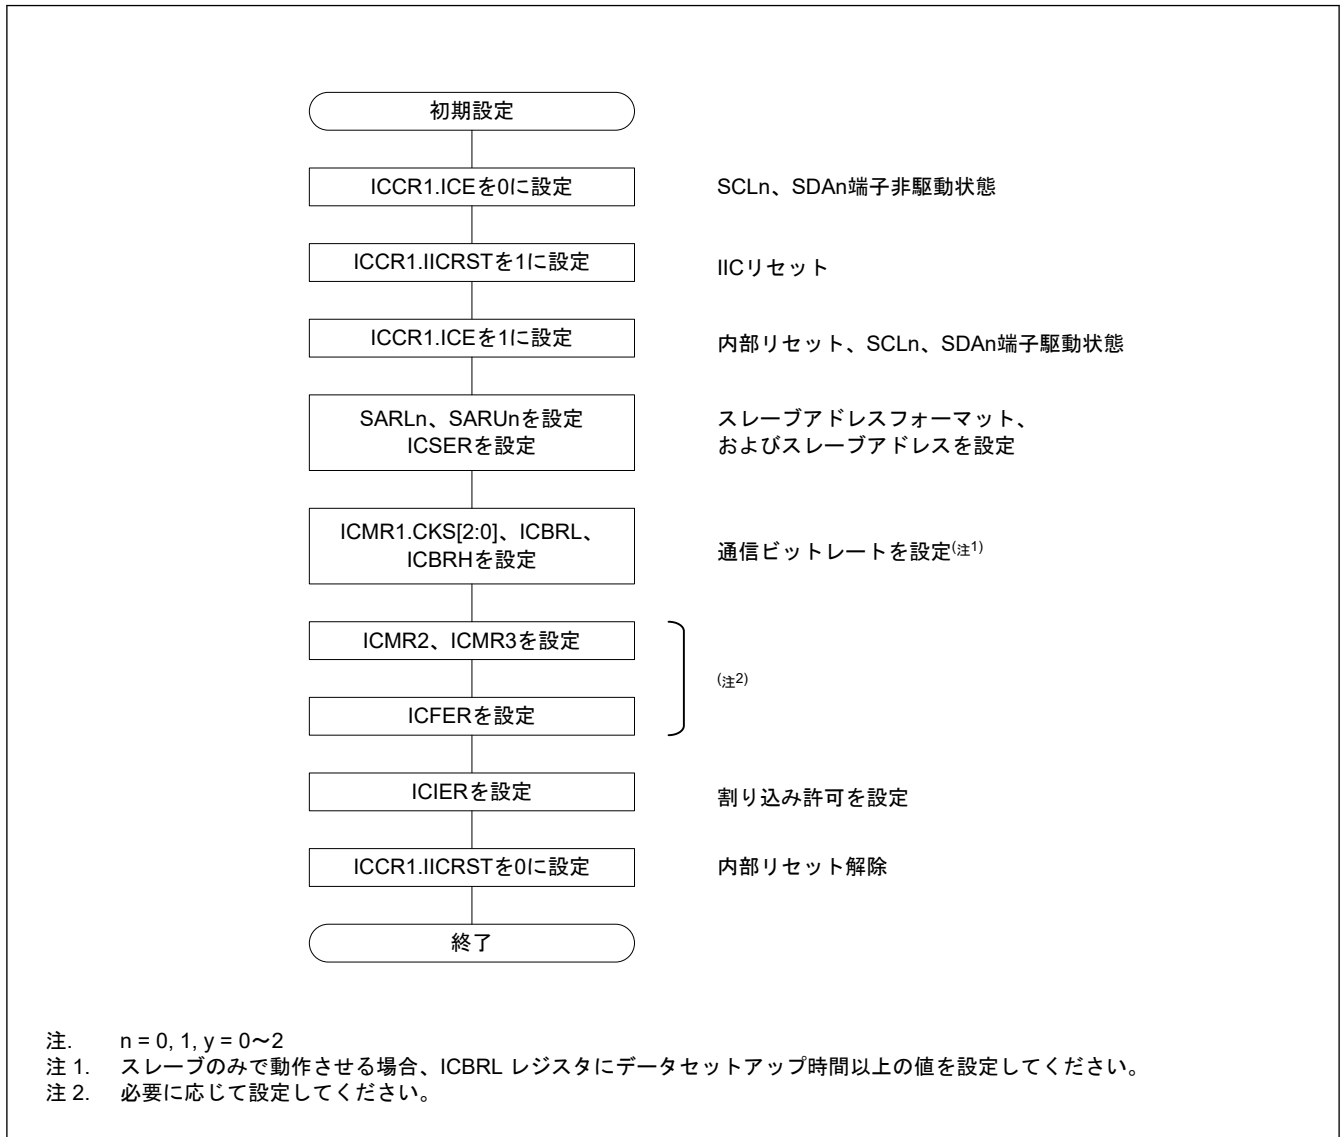 初期設定
ICCR1.ICEを0に設定
SCLn、SDAn端子非駆動状態
ICCR1.IICRSTを1に設定
IICリセット
ICCR1.ICEを1に設定
内部リセット、SCLn、SDAn端子駆動状態
SARLn、SARUnを設定
ICSERを設定
スレーブアドレスフォーマット、
およびスレーブアドレスを設定
ICMR1.CKS[2:0]、ICBRL、
ICBRHを設定
通信ビットレートを設定(注1)
ICMR2、ICMR3を設定
(注2)
ICFERを設定
ICIERを設定
割り込み許可を設定
ICCR1.IICRSTを0に設定
内部リセット解除
終了
注. n = 0, 1, y = 0～2
注 1. スレーブのみで動作させる場合、ICBRL レジスタにデータセットアップ時間以上の値を設定してください。
注 2. 必要に応じて設定してください。